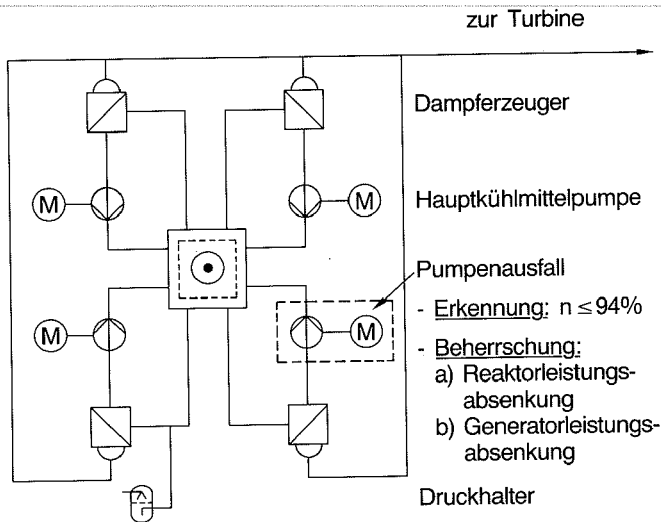 zur Turbine
Dampferzeuger
M
M
Hauptkühlmittelpumpe
Pumpenausfall
M
M
- Erkennung: n ≤ 94%
- Beherrschung:
a) Reaktorleistungs-
absenkung
b) Generatorleistungs-
absenkung
Druckhalter